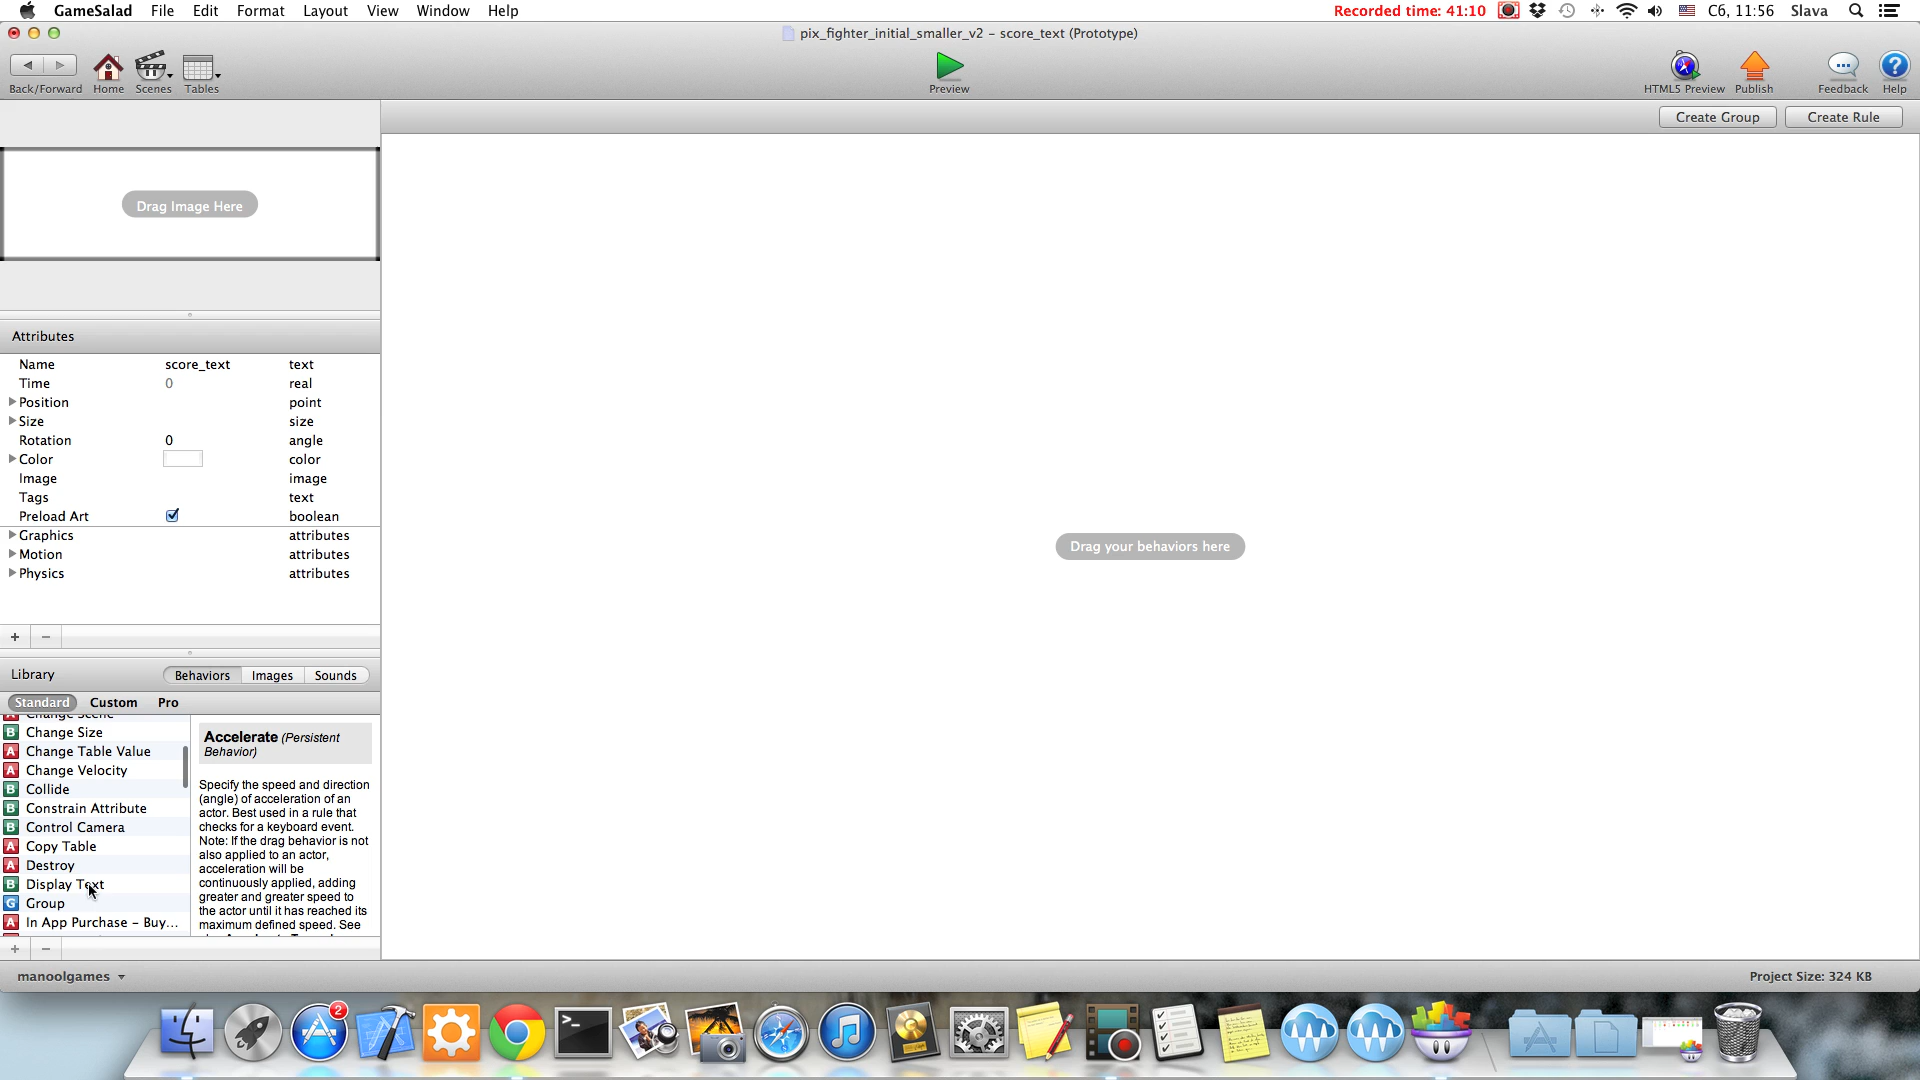 GameSalad File Edit Format Layout View Window Help
Recorded time: 41:10 C6, 11:56 Slava
pix_fighter_initial_smaller_v2 – score_text (Prototype)
Back/Forward Home Scenes Tables
Preview
HTML5 Preview Publish Feedback Help
Create Group Create Rule
Drag Image Here
Attributes
Name score_text text
Time 0 real
Position point
Size size
Rotation 0 angle
Color color
Image image
Tags text
Preload Art boolean
Graphics attributes
Motion attributes
Physics attributes
+ −
Library Behaviors Images Sounds
Standard Custom Pro
A Change Scene
B Change Size
A Change Table Value
A Change Velocity
B Collide
B Constrain Attribute
B Control Camera
A Copy Table
A Destroy
B Display Text
G Group
A In App Purchase – Buy...
Accelerate (Persistent
Behavior)
Specify the speed and direction
(angle) of acceleration of an
actor. Best used in a rule that
checks for a keyboard event.
Note: If the drag behavior is not
also applied to an actor,
acceleration will be
continuously applied, adding
greater and greater speed to
the actor until it has reached its
maximum defined speed. See
+ −
Drag your behaviors here
manoolgames
Project Size: 324 KB
2